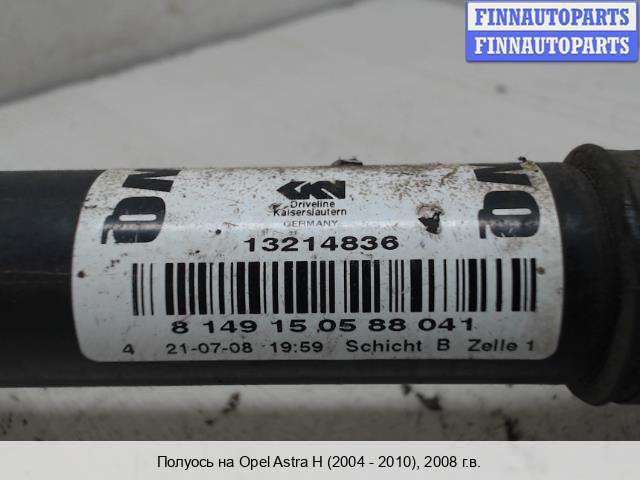 FINNAUTOPARTS
FINNAUTOPARTS
GKN
Driveline
Kaiserslautern
GERMANY
13214836
8 149 15 05 88 041
4 21-07-08 19:59 Schicht B Zelle 1
Полуось на Opel Astra H (2004 - 2010), 2008 г.в.